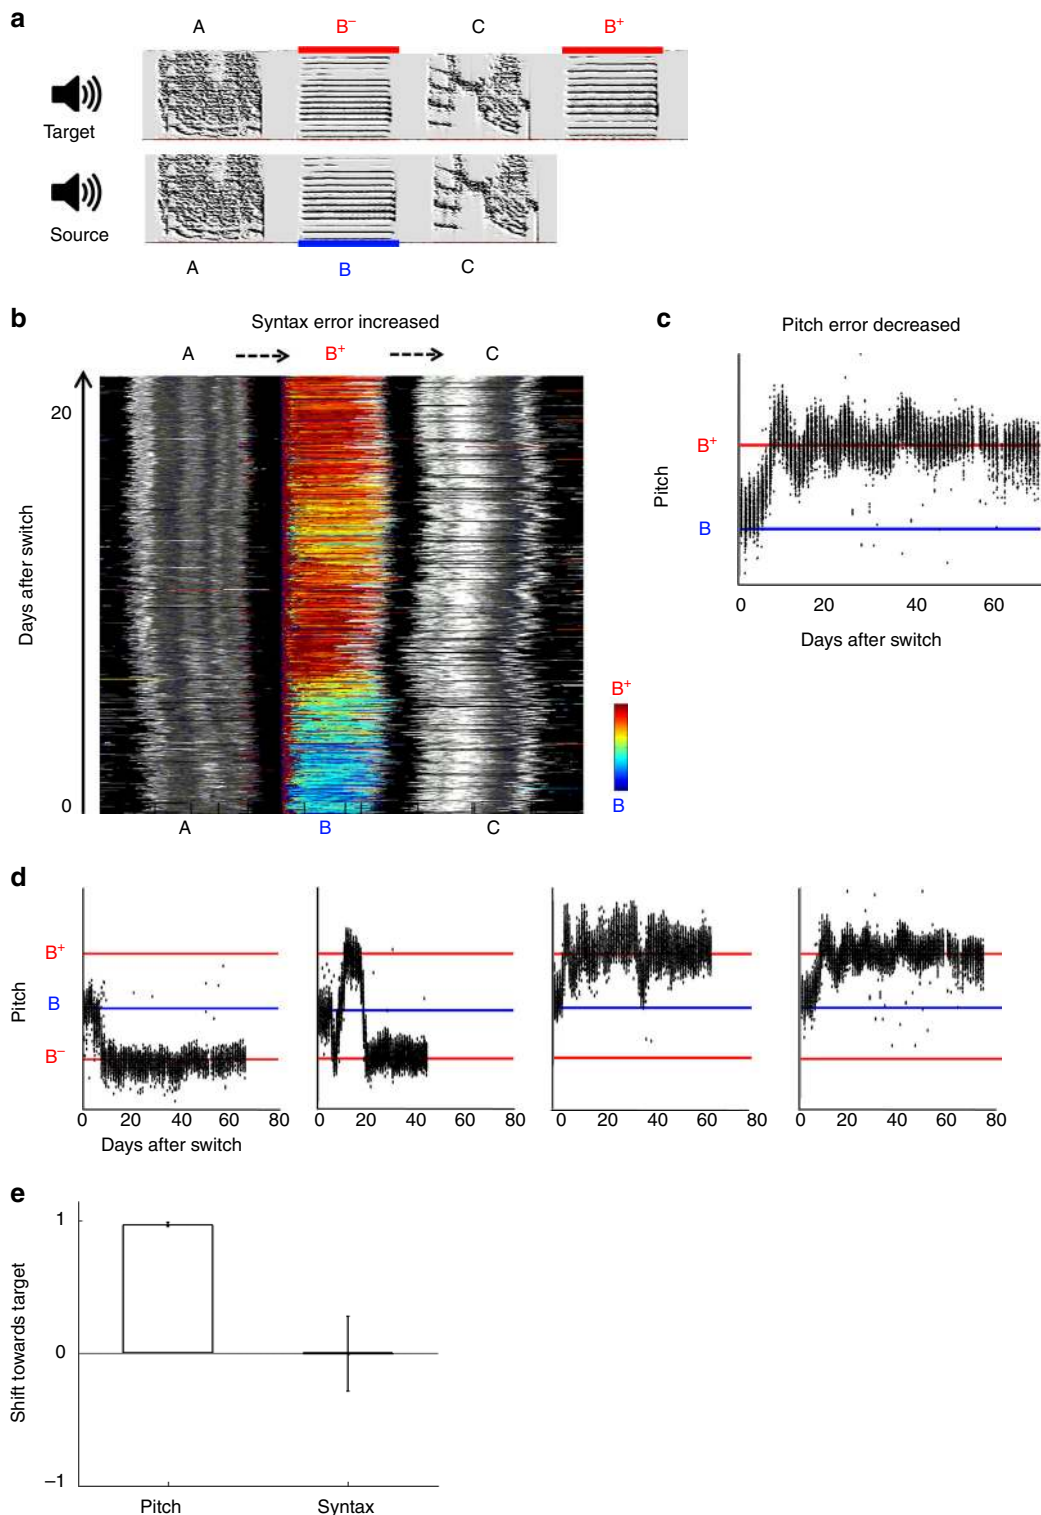 a
A B⁻ C B⁺
Target
Source
A B C
b
Syntax error increased
A B⁺ C
20
Days after switch
0
A B C
B⁺
B
c
Pitch error decreased
B⁺
Pitch
B
0 20 40 60
Days after switch
d
B⁺
B
Pitch
B⁻
0 20 40 60 80
0 20 40 60 80
0 20 40 60 80
0 20 40 60 80
Days after switch
e
1
Shift towards target
0
–1
Pitch Syntax